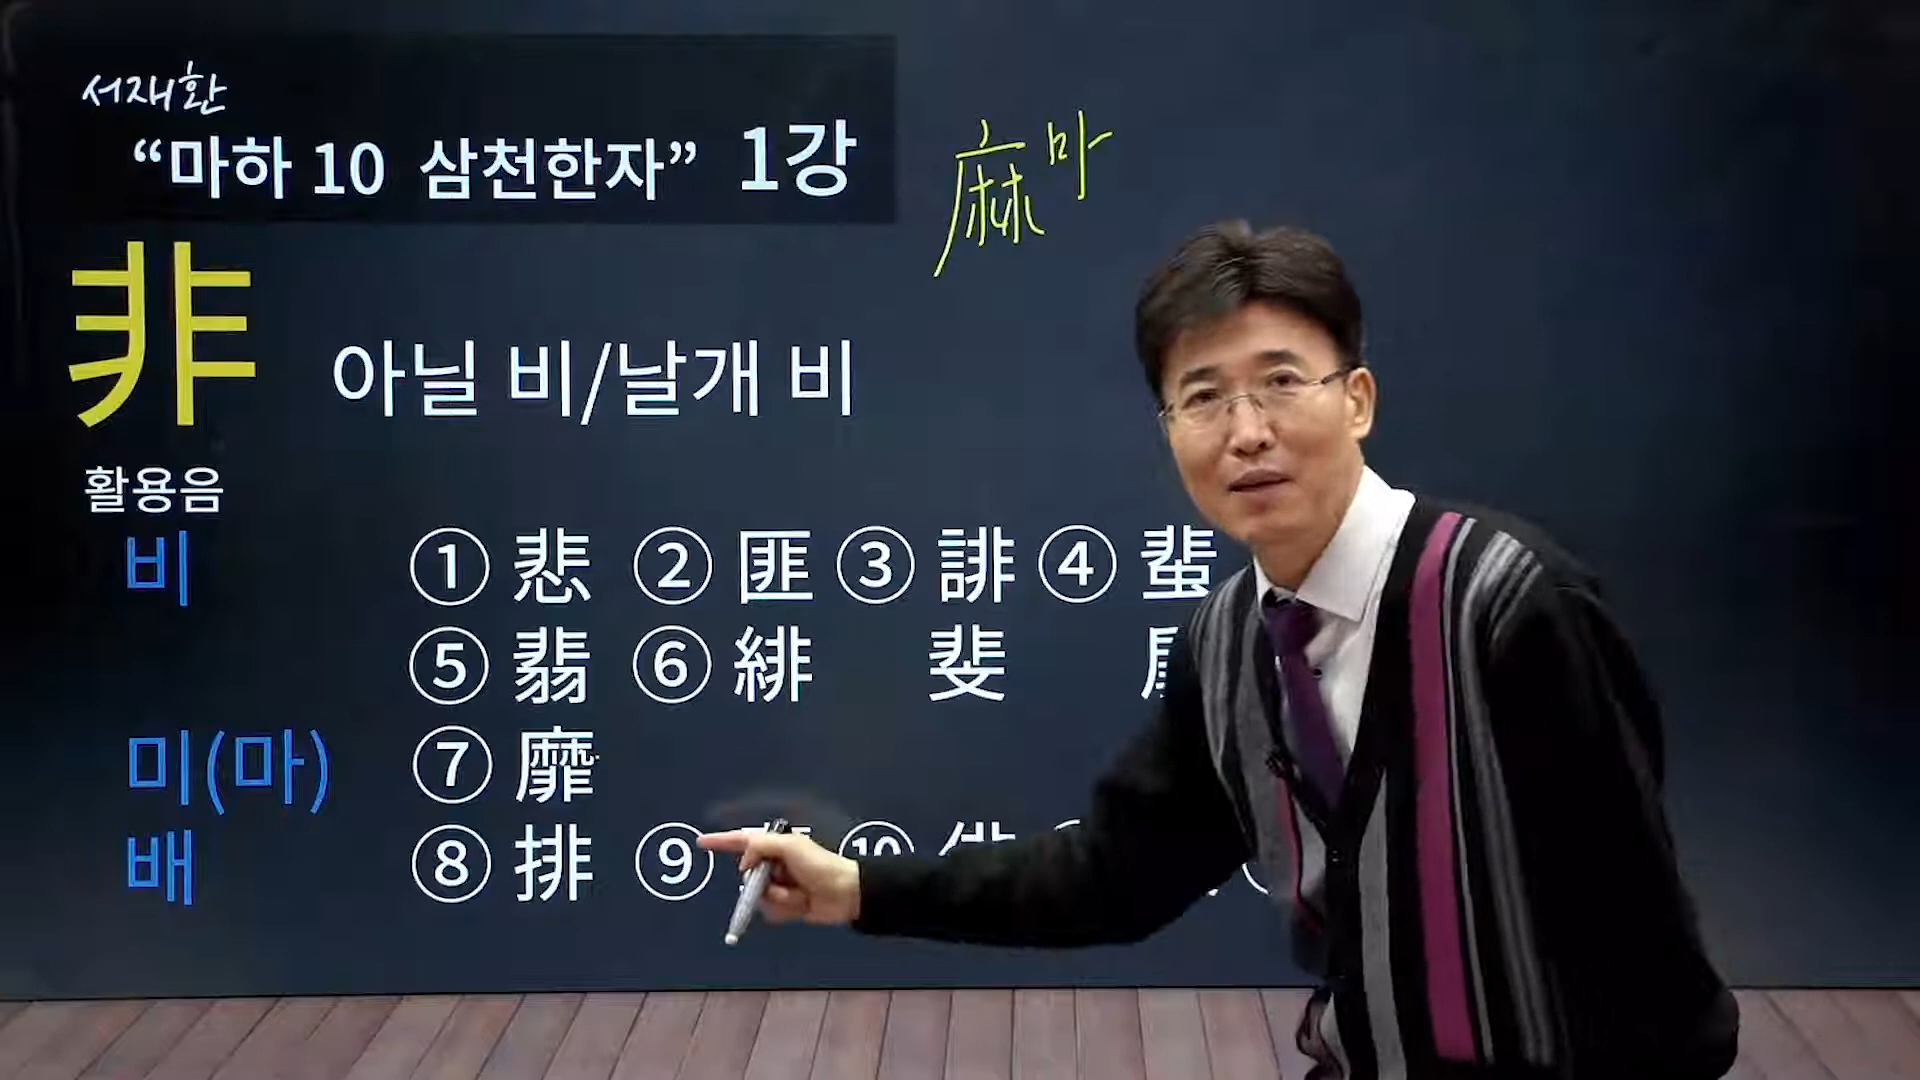 서재환
“마하 10 삼천한자” 1강
麻 마
非 아닐 비/날개 비
활용음
비 ① 悲 ② 匪 ③ 誹 ④ 蜚
⑤ 翡 ⑥ 緋 斐
미(마) ⑦ 靡
배 ⑧ 排 ⑨ ⑩